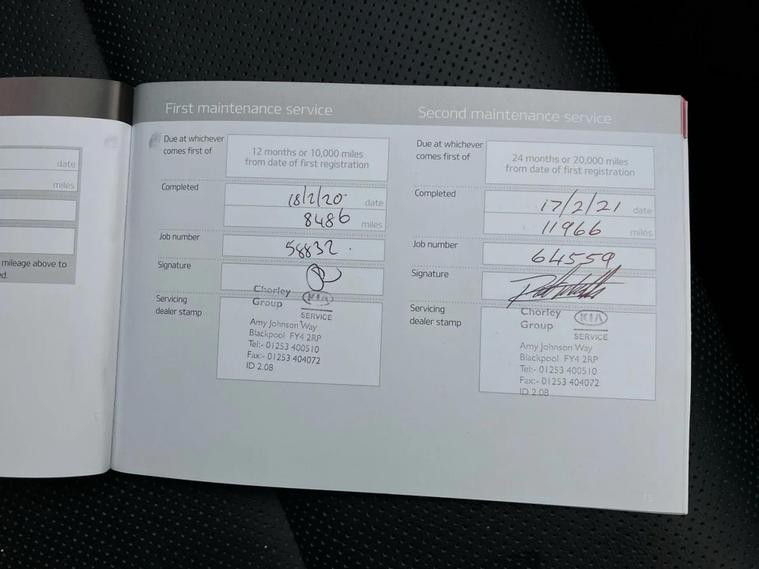 date
miles
mileage above to
d.
First maintenance service
Due at whichever
comes first of
12 months or 10,000 miles
from date of first registration
Completed
18/2/20 date
8486 miles
Job number
58832
Signature
Servicing
dealer stamp
Chorley
Group
KIA
SERVICE
Amy Johnson Way
Blackpool FY4 2RP
Tel:- 01253 400510
Fax:- 01253 404072
ID 2.08
Second maintenance service
Due at whichever
comes first of
24 months or 20,000 miles
from date of first registration
Completed
17/2/21 date
11966 miles
Job number
64559
Signature
Servicing
dealer stamp
Chorley
Group
KIA
SERVICE
Amy Johnson Way
Blackpool FY4 2RP
Tel:- 01253 400510
Fax:- 01253 404072
ID 2.08